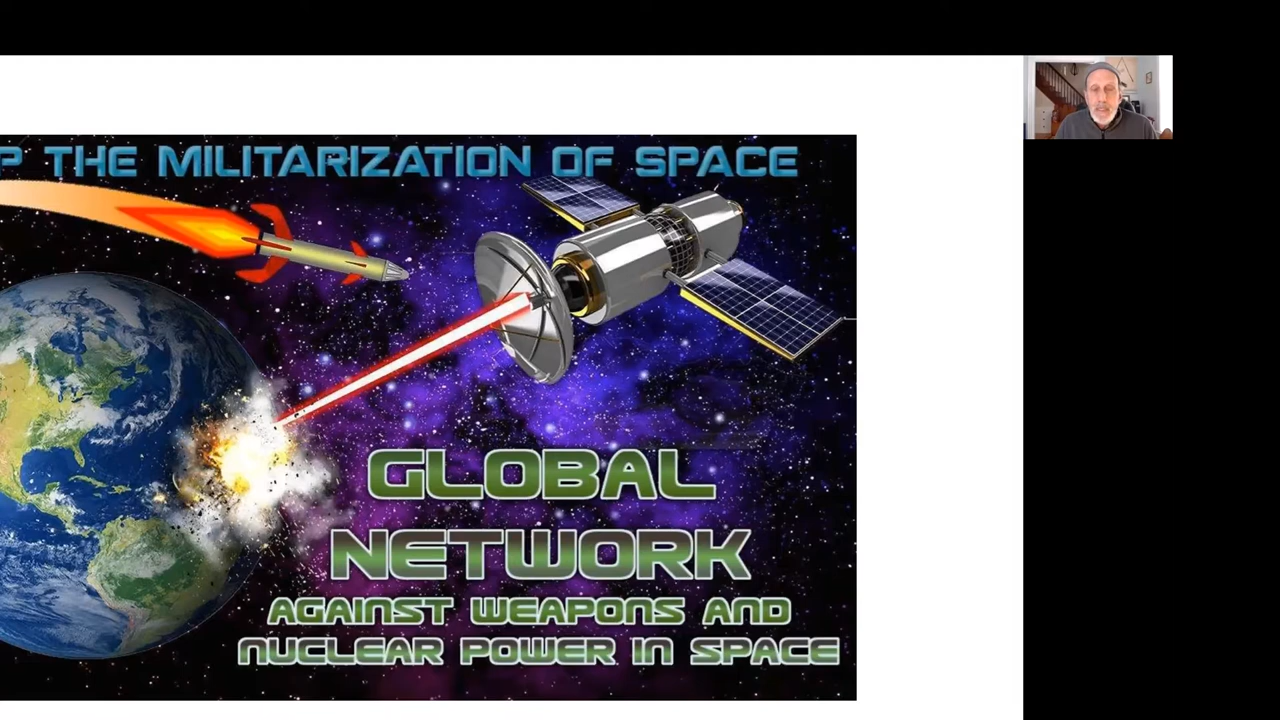 P THE MILITARIZATION OF SPACE
GLOBAL
NETWORK
AGAINST WEAPONS AND
NUCLEAR POWER IN SPACE